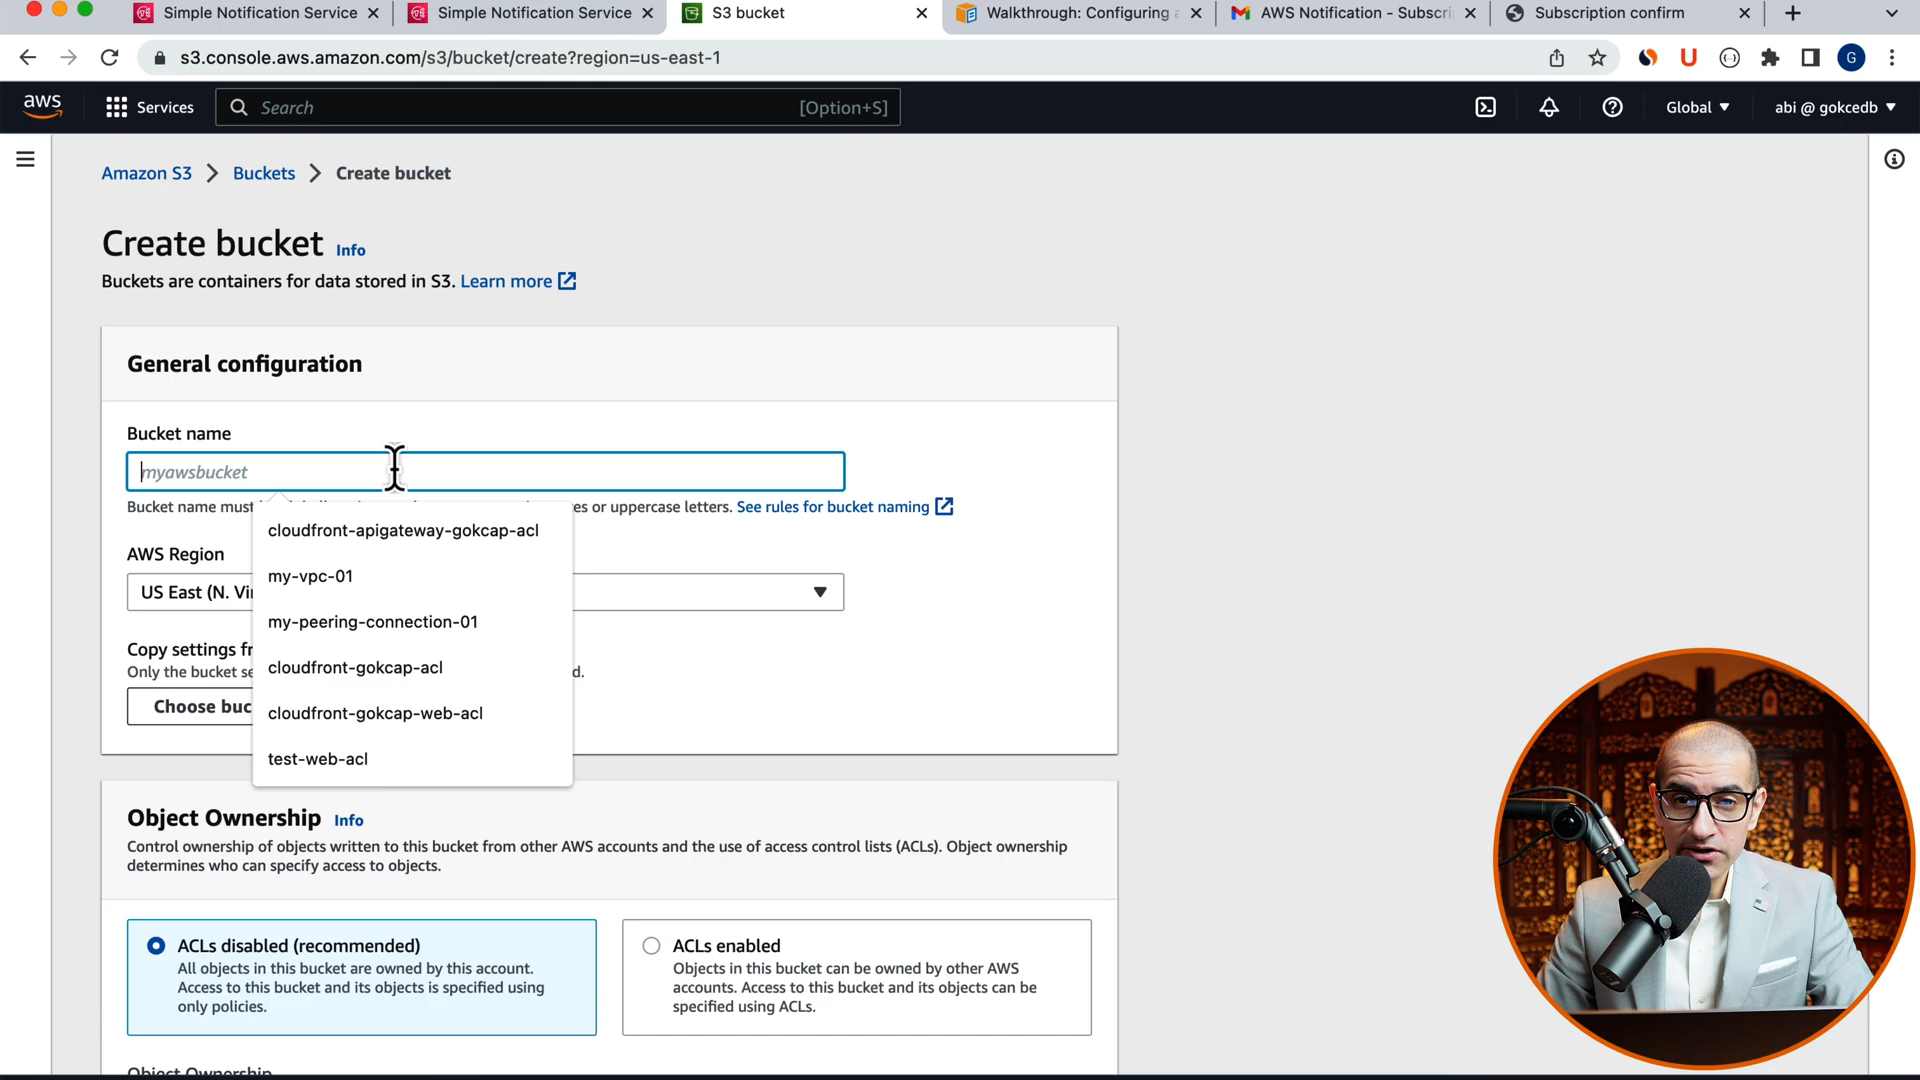 Simple Notification Service
Simple Notification Service
S3 bucket
Walkthrough: Configuring a
AWS Notification - Subscri
Subscription confirm
s3.console.aws.amazon.com/s3/bucket/create?region=us-east-1
G
aws
Services
Search
[Option+S]
Global
abi @ gokcedb
Amazon S3
Buckets
Create bucket
Create bucket
Info
Buckets are containers for data stored in S3. Learn more
General configuration
Bucket name
myawsbucket
Bucket name must
es or uppercase letters. See rules for bucket naming
cloudfront-apigateway-gokcap-acl
AWS Region
my-vpc-01
US East (N. Vi
my-peering-connection-01
Copy settings fr
Only the bucket se
d.
cloudfront-gokcap-acl
Choose buc
cloudfront-gokcap-web-acl
test-web-acl
Object Ownership
Info
Control ownership of objects written to this bucket from other AWS accounts and the use of access control lists (ACLs). Object ownership
determines who can specify access to objects.
ACLs disabled (recommended)
All objects in this bucket are owned by this account.
Access to this bucket and its objects is specified using
only policies.
ACLs enabled
Objects in this bucket can be owned by other AWS
accounts. Access to this bucket and its objects can be
specified using ACLs.
Object Ownership